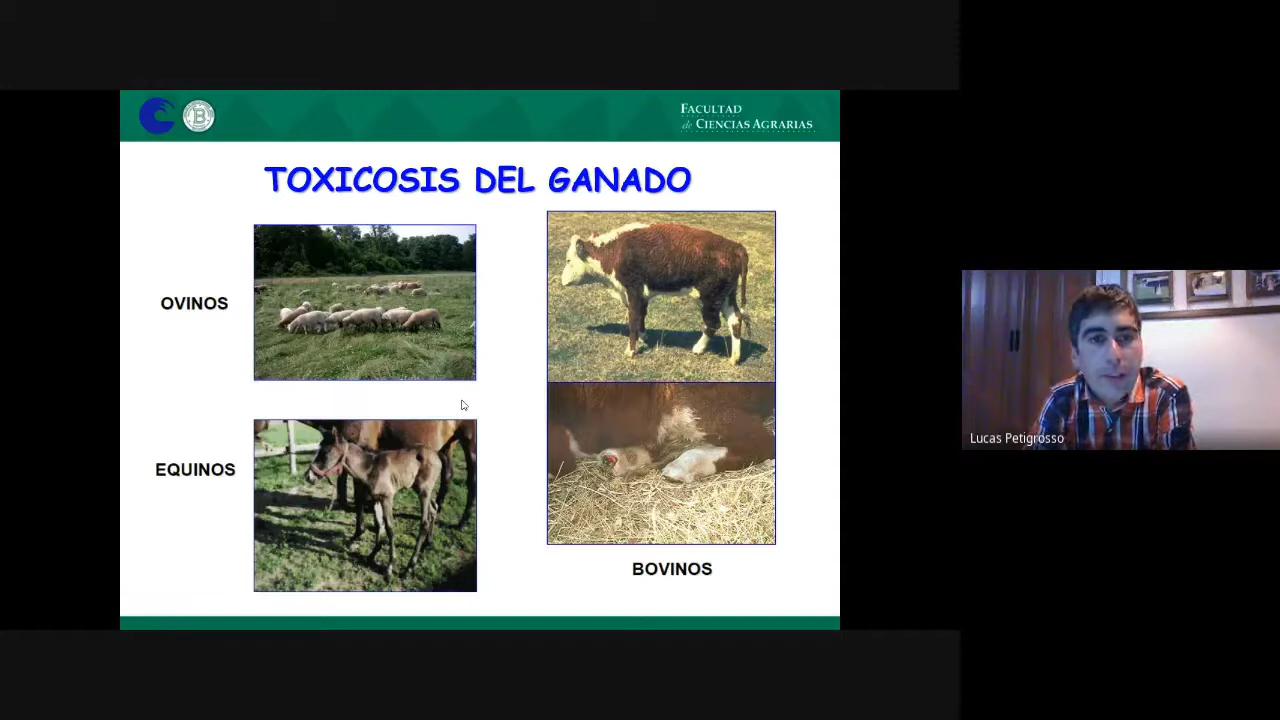 FACULTAD
de CIENCIAS AGRARIAS
TOXICOSIS DEL GANADO
OVINOS
EQUINOS
BOVINOS
Lucas Petigrosso
B